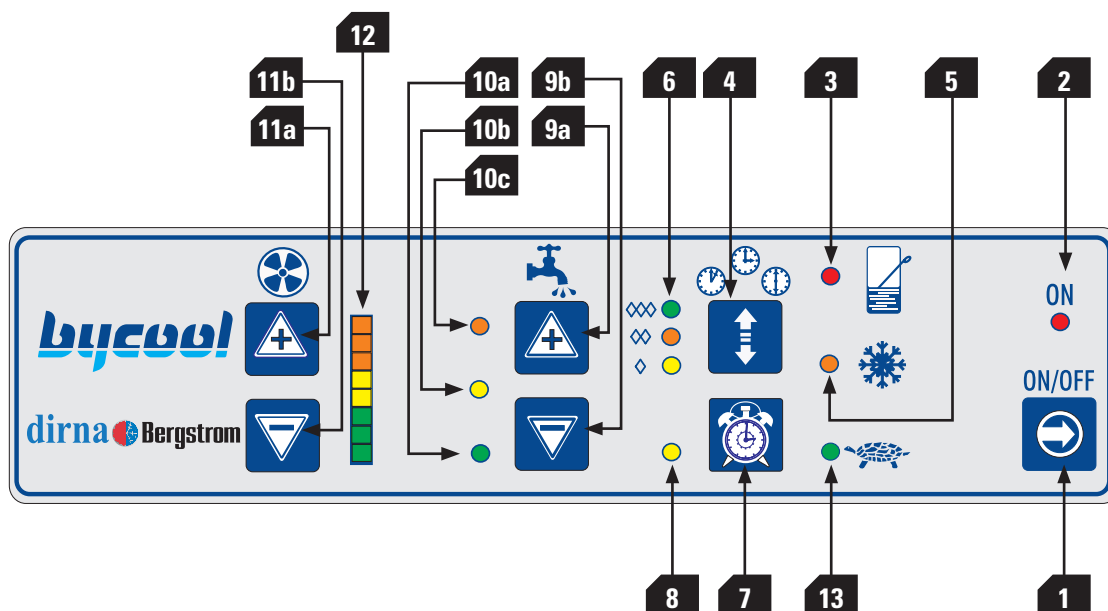 12
11b
10a
9b
6
4
3
5
2
11a
10b
9a
10c
ON
bycool
ON/OFF
dirna Bergstrom
8
7
13
1